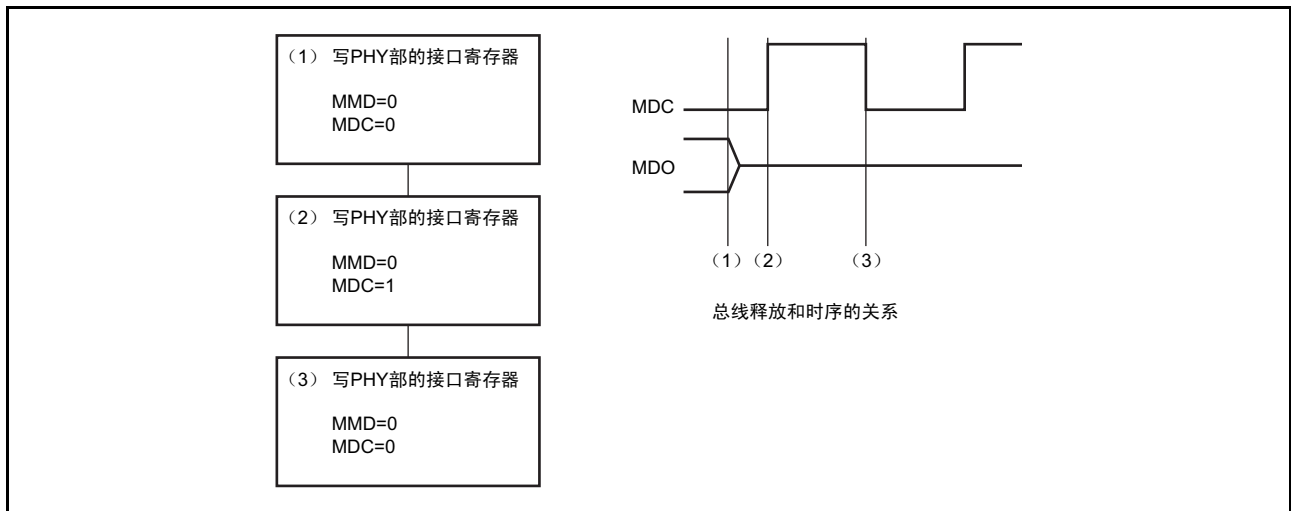 （1） 写PHY部的接口寄存器
MMD=0
MDC=0
（2） 写PHY部的接口寄存器
MMD=0
MDC=1
（3） 写PHY部的接口寄存器
MMD=0
MDC=0
MDC
MDO
（1）（2） （3）
总线释放和时序的关系